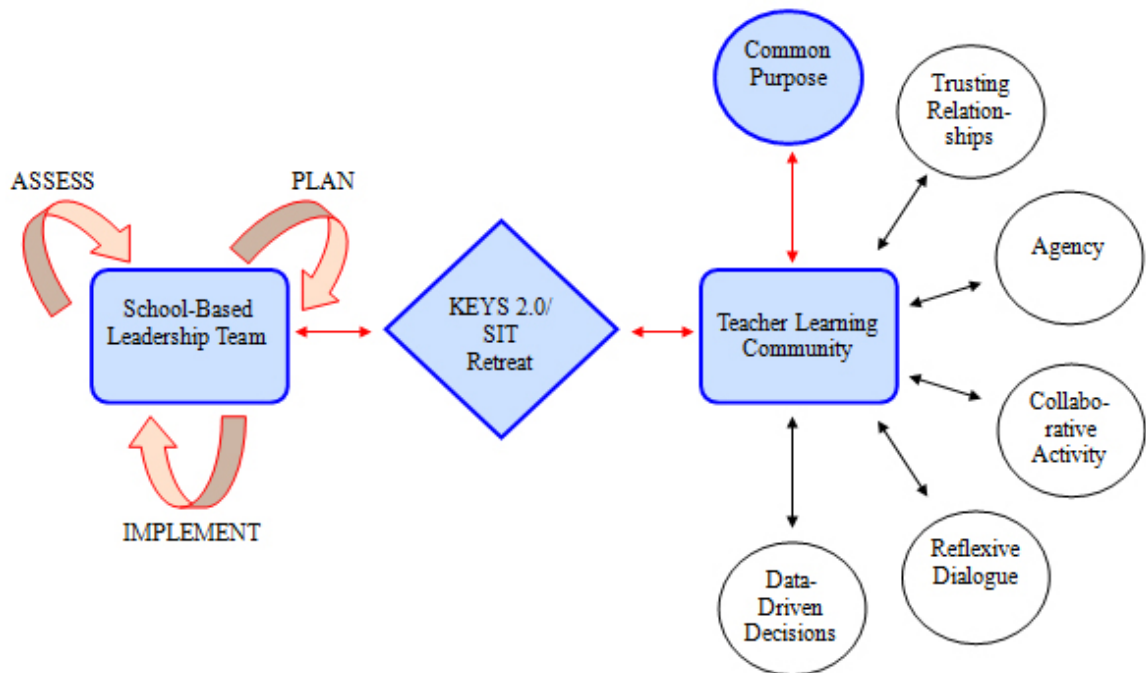 ASSESS
PLAN
School-Based
Leadership Team
IMPLEMENT
KEYS 2.0/
SIT
Retreat
Teacher Learning
Community
Common
Purpose
Trusting
Relation-
ships
Agency
Collabo-
rative
Activity
Reflexive
Dialogue
Data-
Driven
Decisions